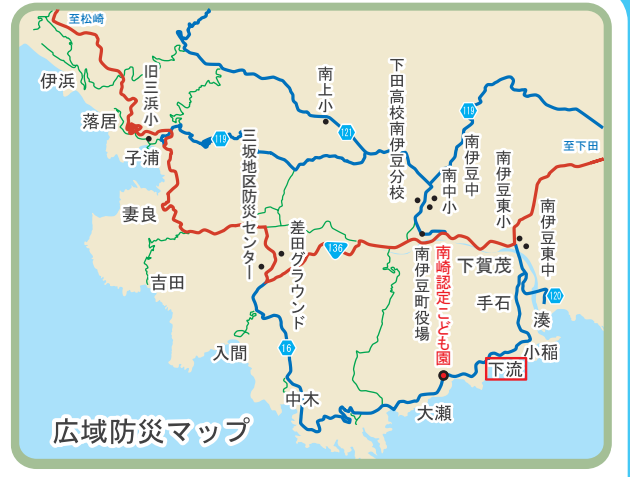 至松崎
伊浜
旧三浜小
落居
子浦
119
三坂地区防災センター
南上小
121
下田高校南伊豆分校
119
南伊豆中
南中小
南伊豆東小
至下田
南伊豆東中
妻良
差田グラウンド
136
南伊豆町役場
南崎認定こども園
下賀茂
吉田
手石
120
湊
16
入間
小稲
下流
中木
大瀬
広域防災マップ